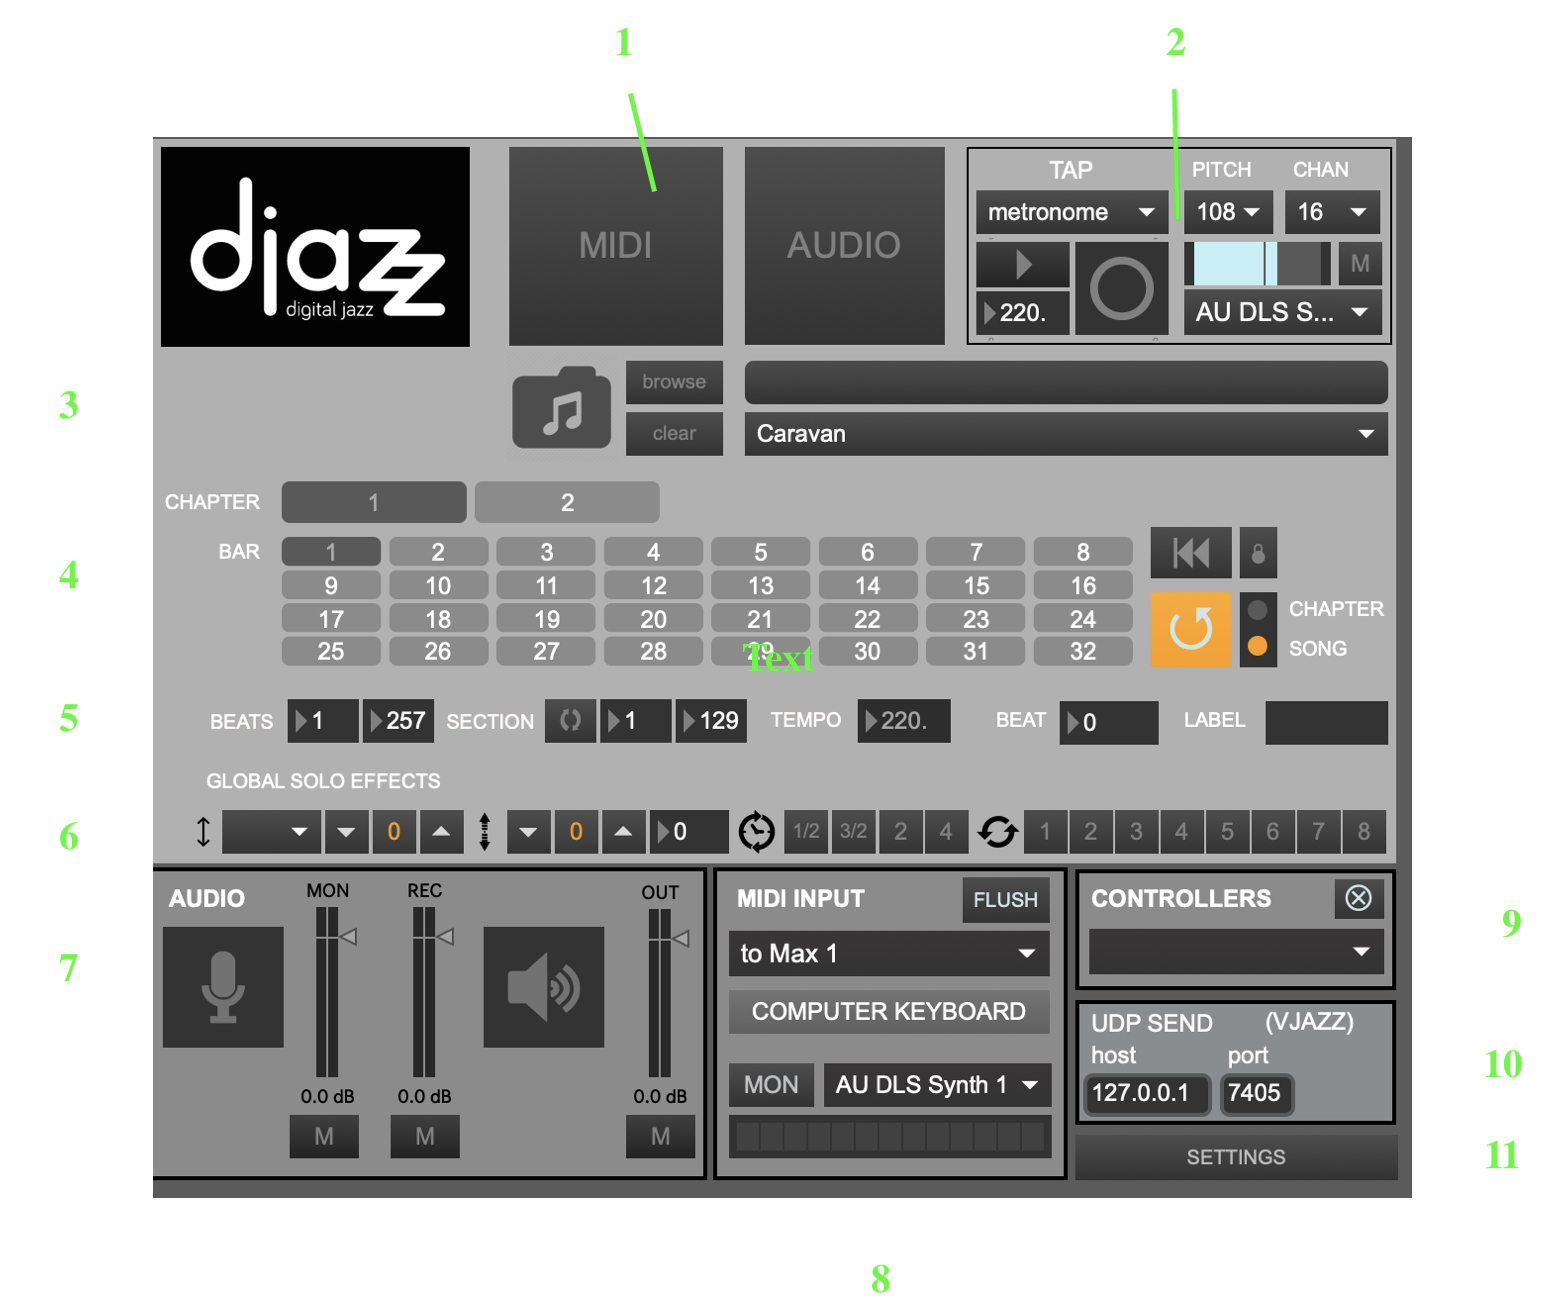 1 2
djazz
digital jazz
MIDI AUDIO
TAP PITCH CHAN
metronome 108 16
M
220. AU DLS S...
3
browse
clear Caravan
CHAPTER 1 2
BAR 1 2 3 4 5 6 7 8
4
9 10 11 12 13 14 15 16
17 18 19 20 21 22 23 24 CHAPTER
25 26 27 28 29 30 31 32 SONG
Text
5 BEATS 1 257 SECTION 1 129 TEMPO 220. BEAT 0 LABEL
GLOBAL SOLO EFFECTS
6 0 0 0 1/2 3/2 2 4 1 2 3 4 5 6 7 8
AUDIO MON REC OUT
MIDI INPUT FLUSH
CONTROLLERS
9
7
to Max 1
COMPUTER KEYBOARD
UDP SEND (VJAZZ)
host port
10
127.0.0.1 7405
MON AU DLS Synth 1
0.0 dB 0.0 dB 0.0 dB
M M M
SETTINGS
11
8